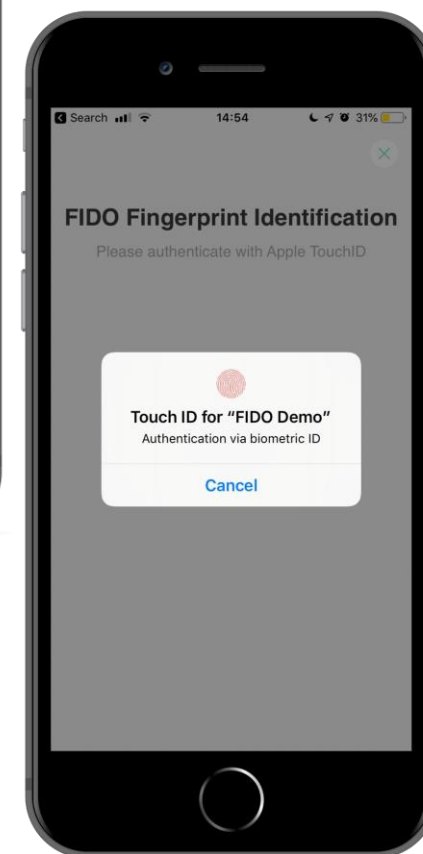 Search 14:54 31%
FIDO Fingerprint Identification
Please authenticate with Apple TouchID
Touch ID for “FIDO Demo”
Authentication via biometric ID
Cancel